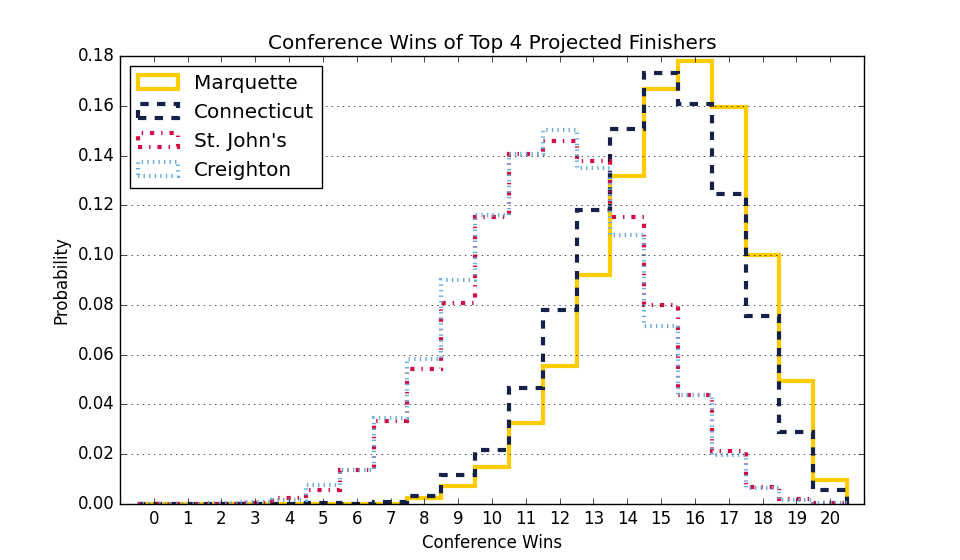 Conference Wins of Top 4 Projected Finishers
Marquette
Connecticut
St. John's
Creighton
Probability
0.18
0.16
0.14
0.12
0.10
0.08
0.06
0.04
0.02
0.00
0 1 2 3 4 5 6 7 8 9 10 11 12 13 14 15 16 17 18 19 20
Conference Wins